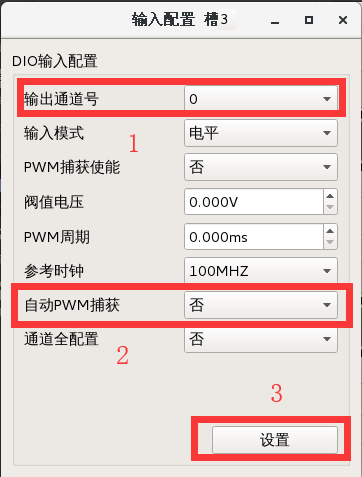 输入配置 槽3
DIO输入配置
输出通道号 0
输入模式 电平
1
PWM捕获使能 否
阀值电压 0.000V
PWM周期 0.000ms
参考时钟 100MHZ
自动PWM捕获 否
通道全配置 否
2
3
设置